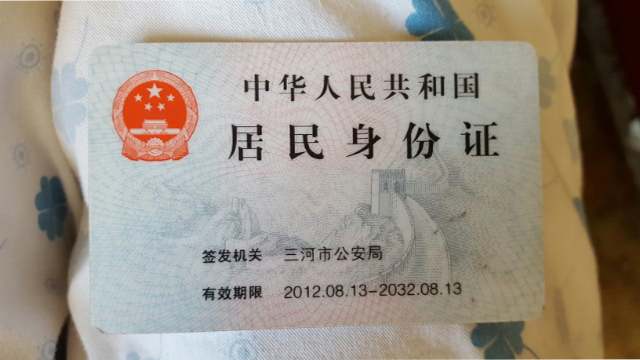 中华人民共和国
居民身份证
签发机关 三河市公安局
有效期限 2012.08.13-2032.08.13